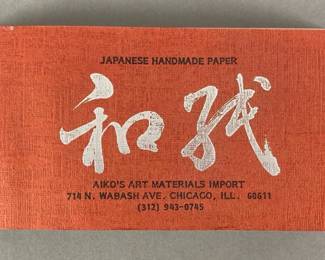 JAPANESE HANDMADE PAPER
和紙
AIKO'S ART MATERIALS IMPORT
714 N. WABASH AVE. CHICAGO, ILL. 60611
(312) 943-0745